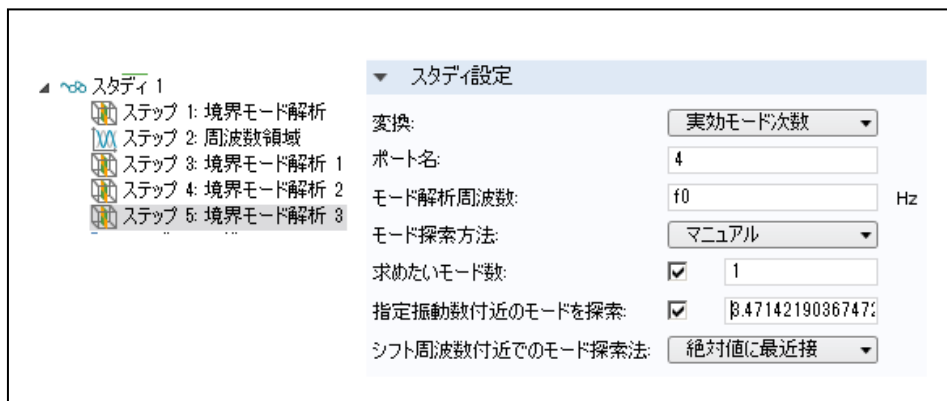 スタディ 1
ステップ 1: 境界モード解析
ステップ 2: 周波数領域
ステップ 3: 境界モード解析 1
ステップ 4: 境界モード解析 2
ステップ 5: 境界モード解析 3
スタディ設定
変換: 実効モード次数
ポート名: 4
モード解析周波数: f0 Hz
モード探索方法: マニュアル
求めたいモード数: 1
指定振動数付近のモードを探索: 3.47142190367472
シフト周波数付近でのモード探索法: 絶対値に最近接